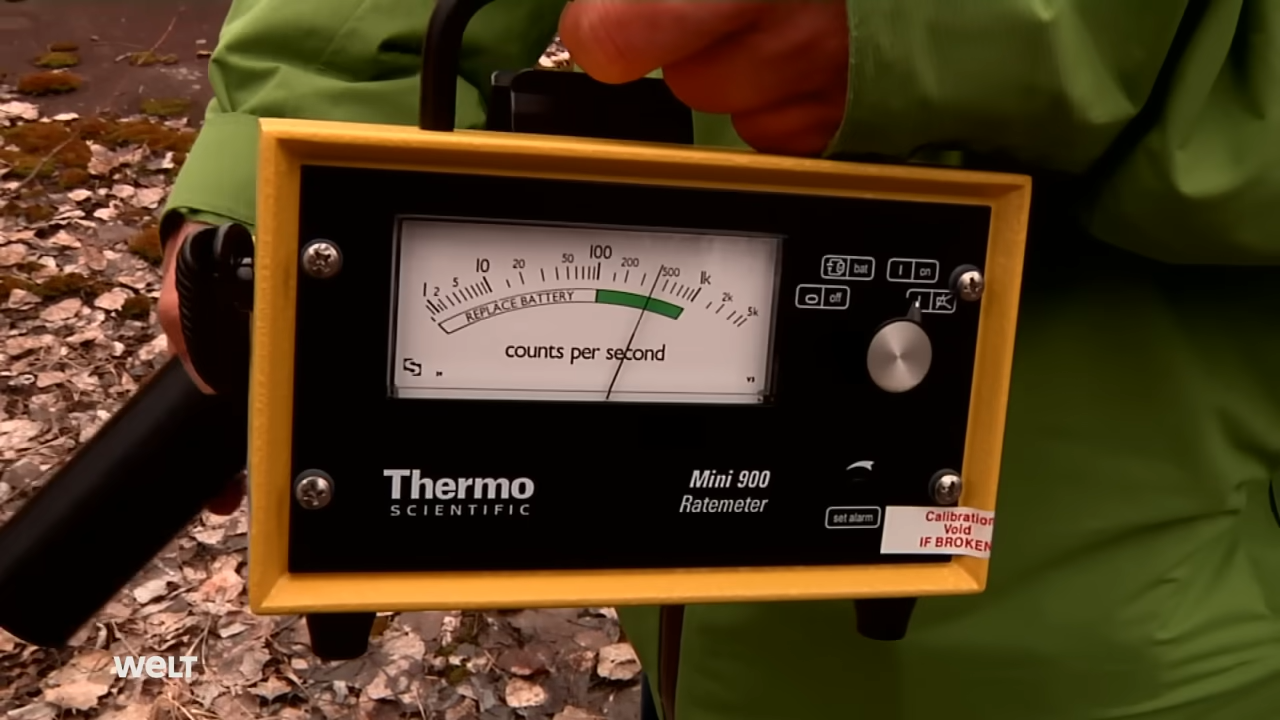 1 2 5 10 20 50 100 200 500 1k 2k 5k
REPLACE BATTERY
counts per second
bat
I on
off
Thermo
SCIENTIFIC
Mini 900
Ratemeter
set alarm
Calibration
Void
IF BROKEN
WELT